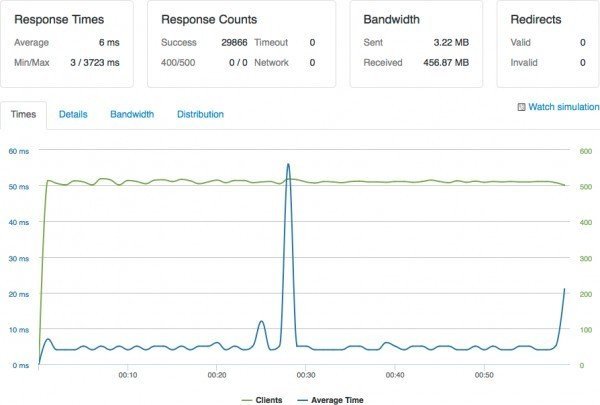 Response Times
Average 6 ms
Min/Max 3 / 3723 ms
Response Counts
Success 29866 Timeout 0
400/500 0 / 0 Network 0
Bandwidth
Sent 3.22 MB
Received 456.87 MB
Redirects
Valid 0
Invalid 0
Times Details Bandwidth Distribution Watch simulation
60 ms 600
50 ms 500
40 ms 400
30 ms 300
20 ms 200
10 ms 100
0 ms 0
00:10 00:20 00:30 00:40 00:50
Clients Average Time